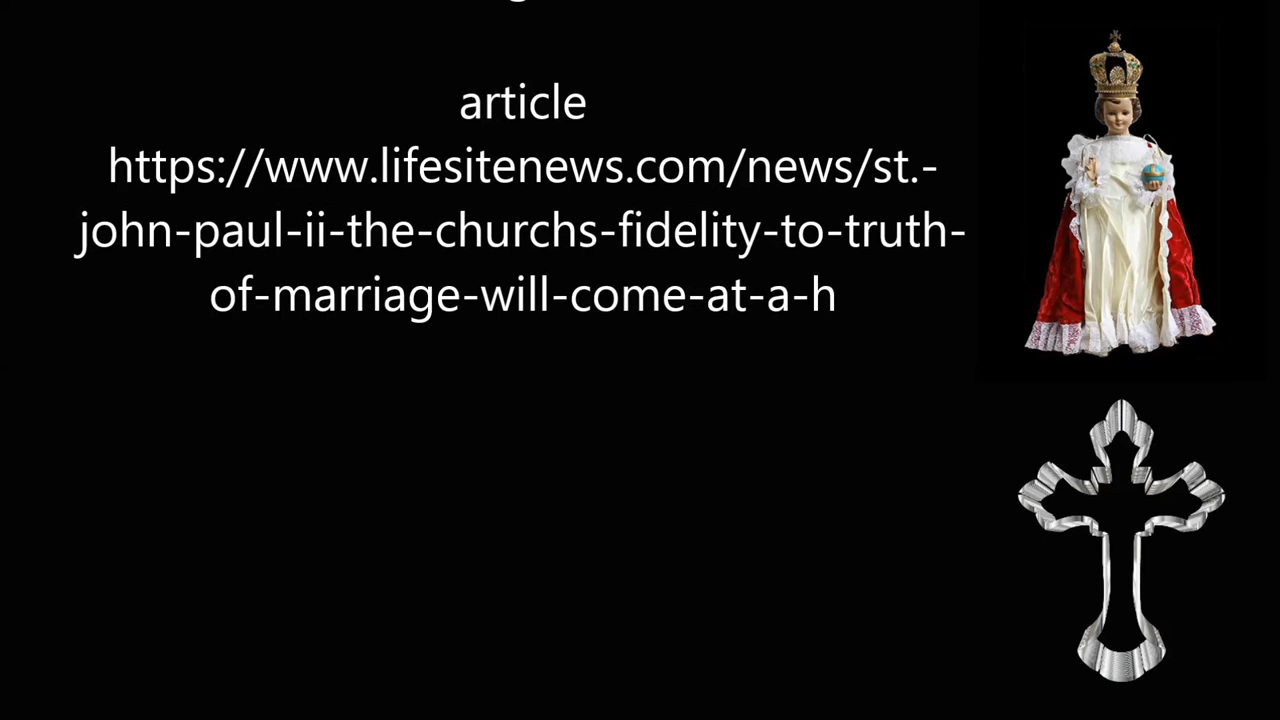 article
https://www.lifesitenews.com/news/st.-
john-paul-ii-the-churchs-fidelity-to-truth-
of-marriage-will-come-at-a-h